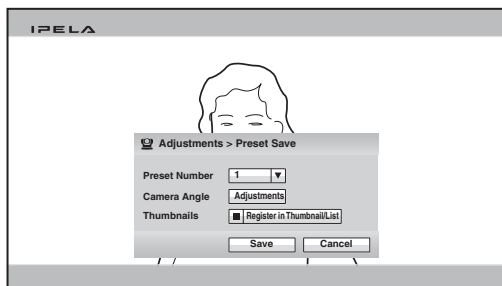 IPELA
Adjustments > Preset Save
Preset Number 1
Camera Angle Adjustments
Thumbnails Register in Thumbnail/List
Save Cancel